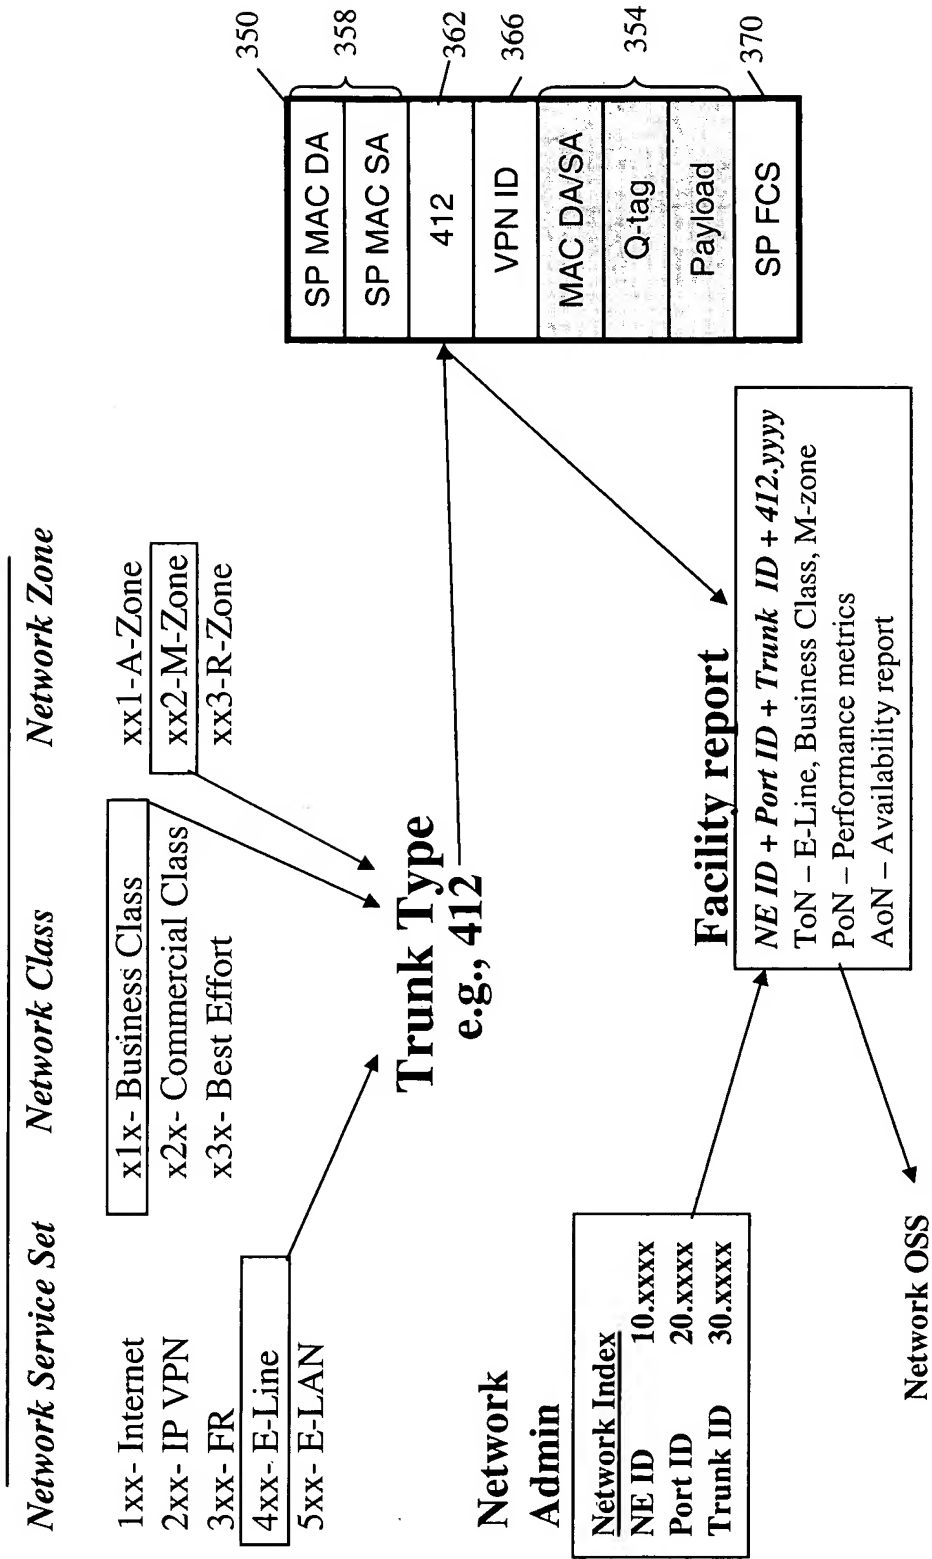 Network Service Set
1xx- Internet
2xx- IP VPN
3xx- FR
4xx- E-Line
5xx- E-LAN
Network Class
x1x- Business Class
x2x- Commercial Class
x3x- Best Effort
Network Zone
xx1-A-Zone
xx2-M-Zone
xx3-R-Zone
Trunk Type
e.g., 412
350
SP MAC DA
SP MAC SA
358
412
362
VPN ID
366
MAC DA/SA
Q-tag
Payload
354
SP FCS
370
Network
Admin
Network Index
NE ID 10.xxxx
Port ID 20.xxxx
Trunk ID 30.xxxx
Facility report
NE ID + Port ID + Trunk ID + 412.yyyy
ToN – E-Line, Business Class, M-zone
PoN – Performance metrics
AoN – Availability report
Network OSS